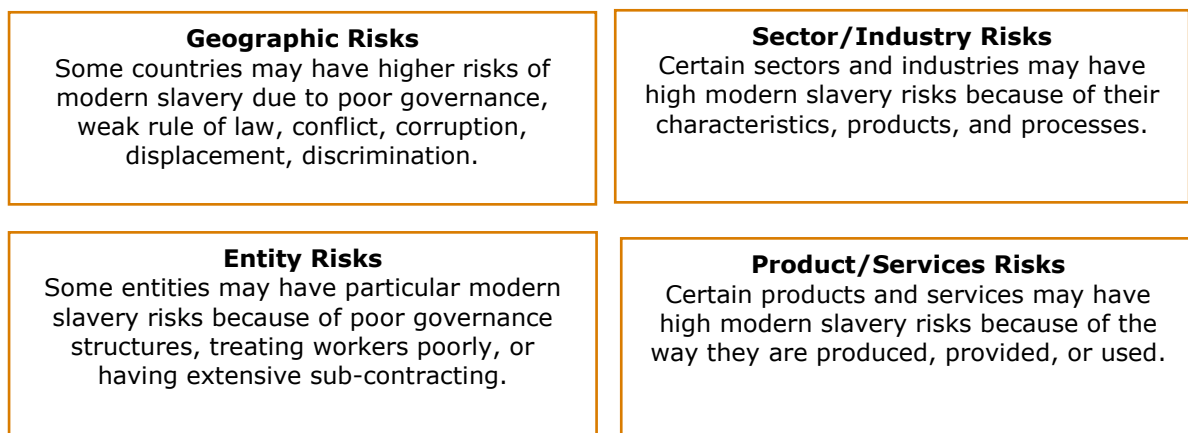 Geographic Risks
Some countries may have higher risks of
modern slavery due to poor governance,
weak rule of law, conflict, corruption,
displacement, discrimination.
Sector/Industry Risks
Certain sectors and industries may have
high modern slavery risks because of their
characteristics, products, and processes.
Entity Risks
Some entities may have particular modern
slavery risks because of poor governance
structures, treating workers poorly, or
having extensive sub-contracting.
Product/Services Risks
Certain products and services may have
high modern slavery risks because of the
way they are produced, provided, or used.